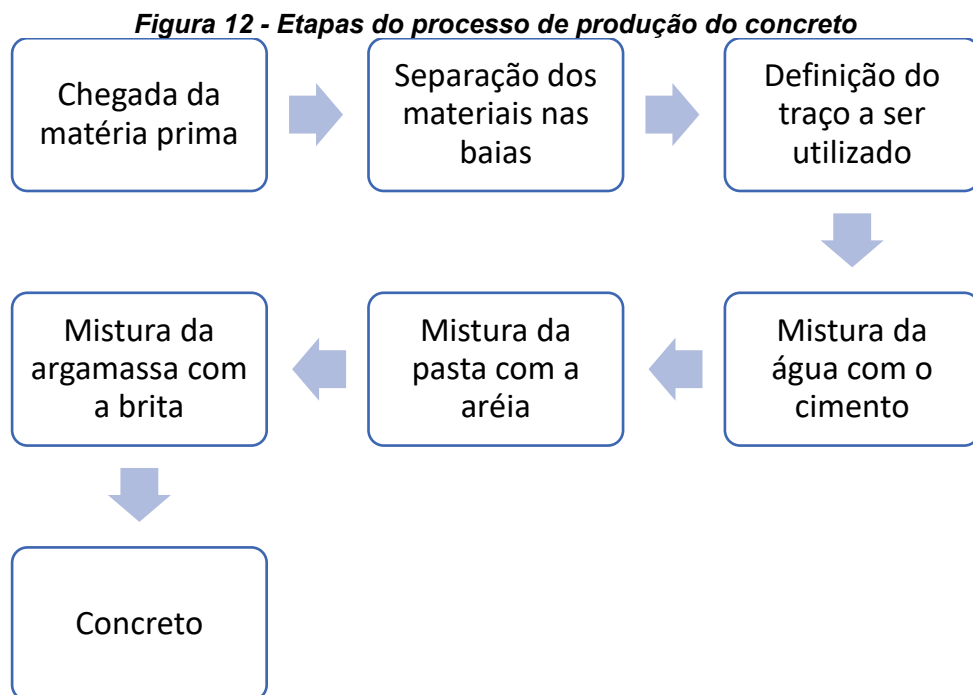 Figura 12 - Etapas do processo de produção do concreto
Chegada da
matéria prima
Separação dos
materiais nas
baias
Definição do
traço a ser
utilizado
Mistura da
água com o
cimento
Mistura da
pasta com a
aréia
Mistura da
argamassa com
a brita
Concreto